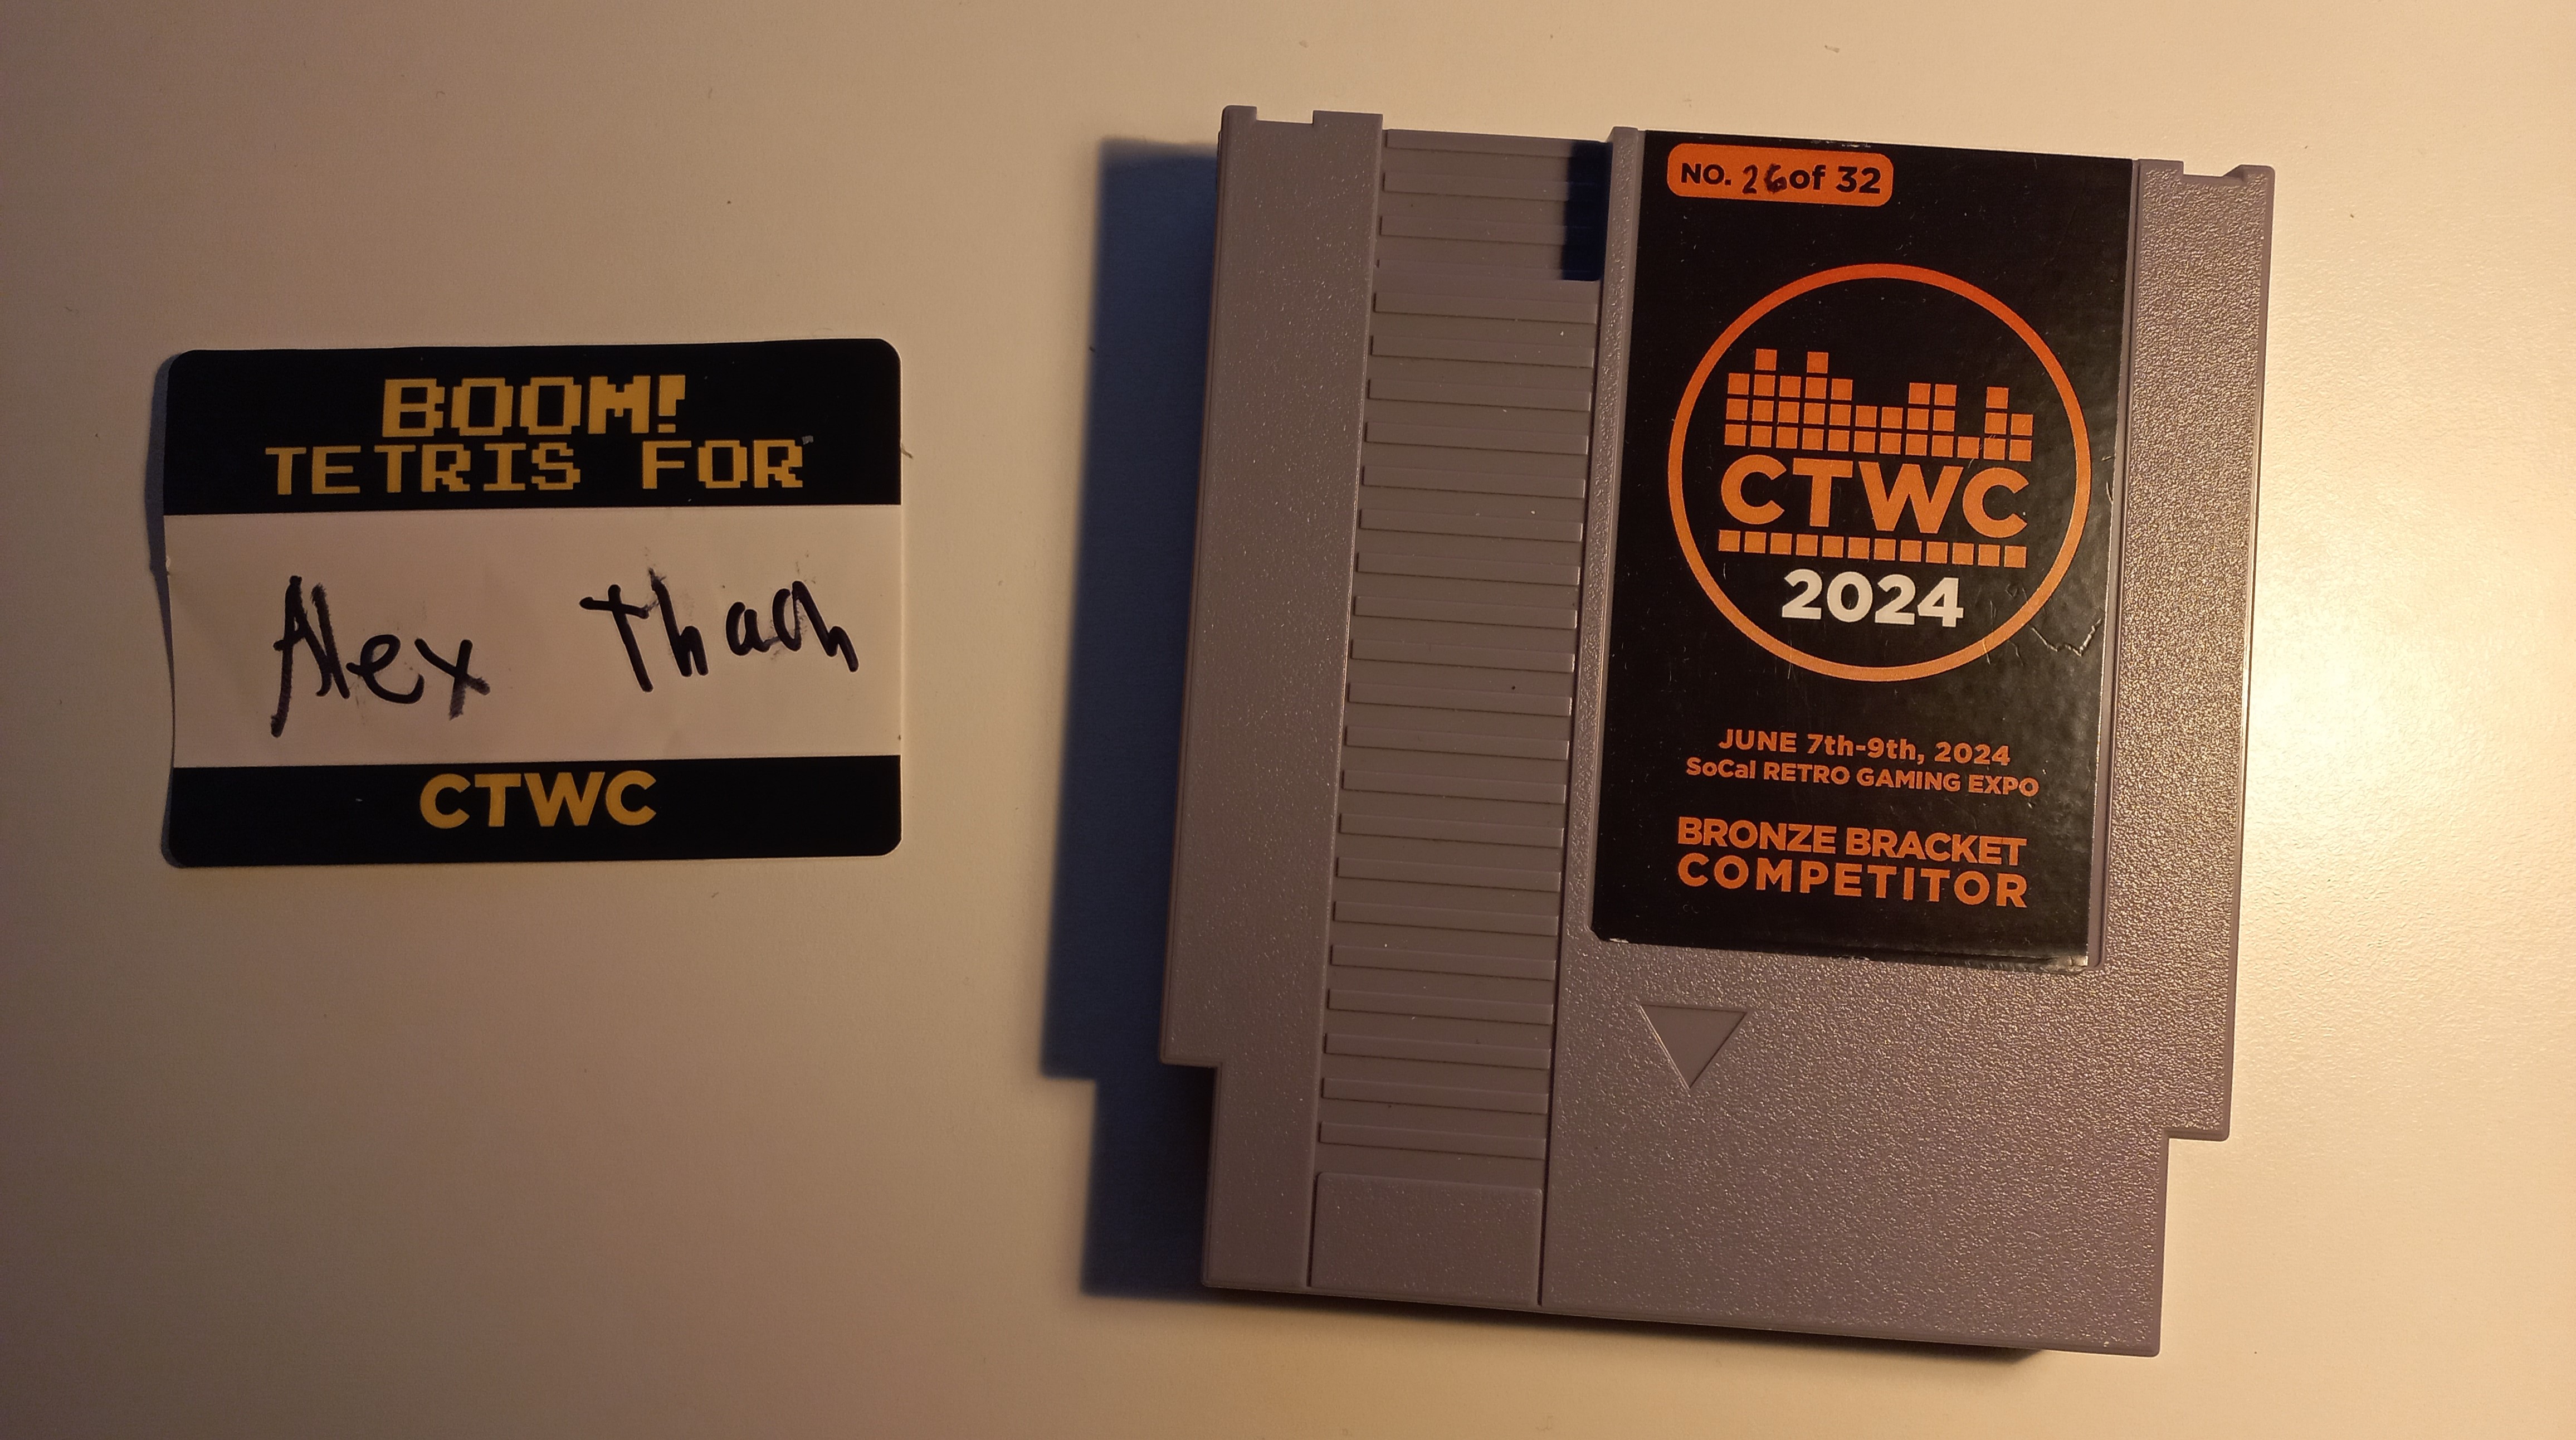 BOOM!
TETRIS FOR
Alex Thach
CTWC
NO. 26 of 32
CTWC
2024
JUNE 7th-9th, 2024
SoCal RETRO GAMING EXPO
BRONZE BRACKET
COMPETITOR